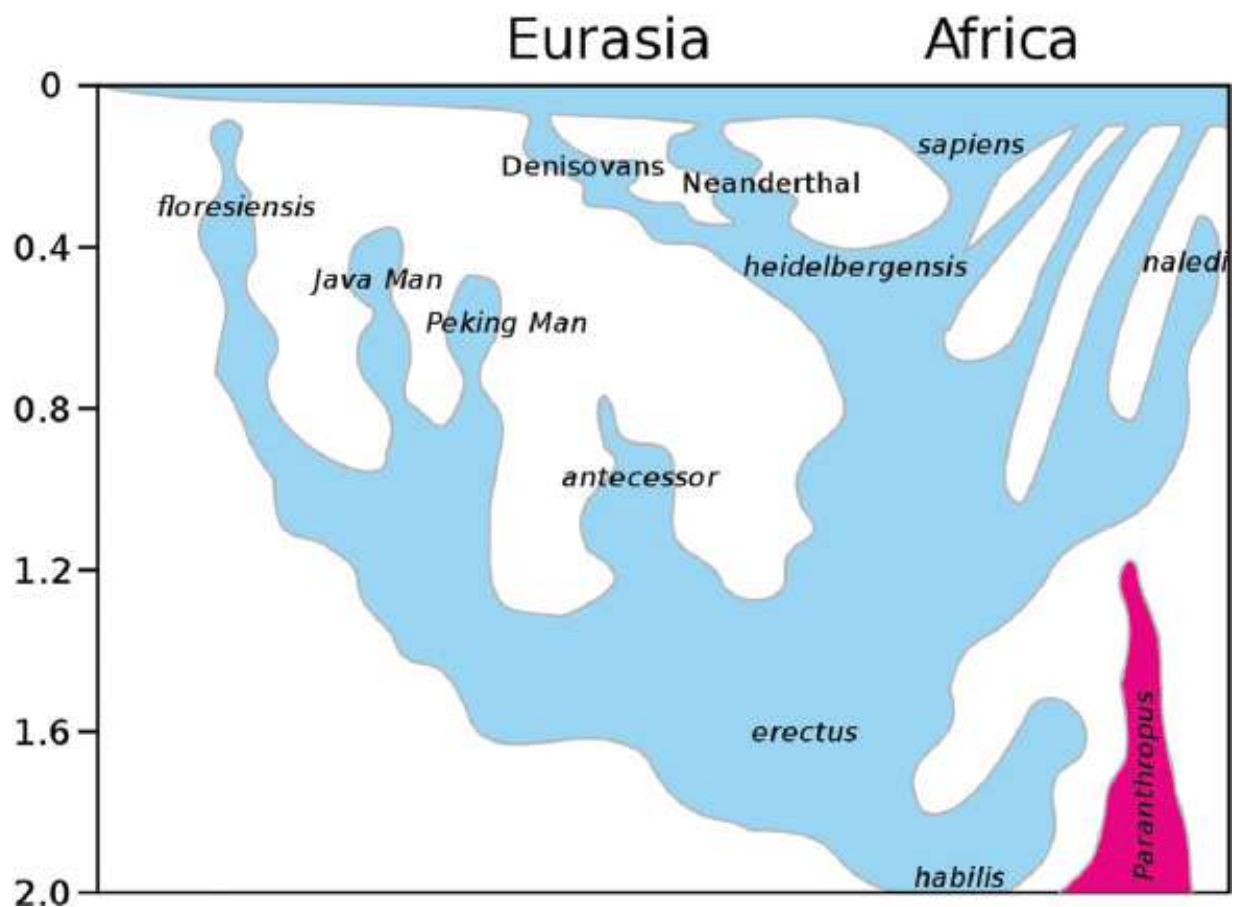 Eurasia Africa
0
sapiens
Denisovans
Neanderthal
floresiensis
0.4
heidelbergensis
naledi
Java Man
Peking Man
0.8
antecessor
1.2
erectus
1.6
Paranthropus
habilis
2.0